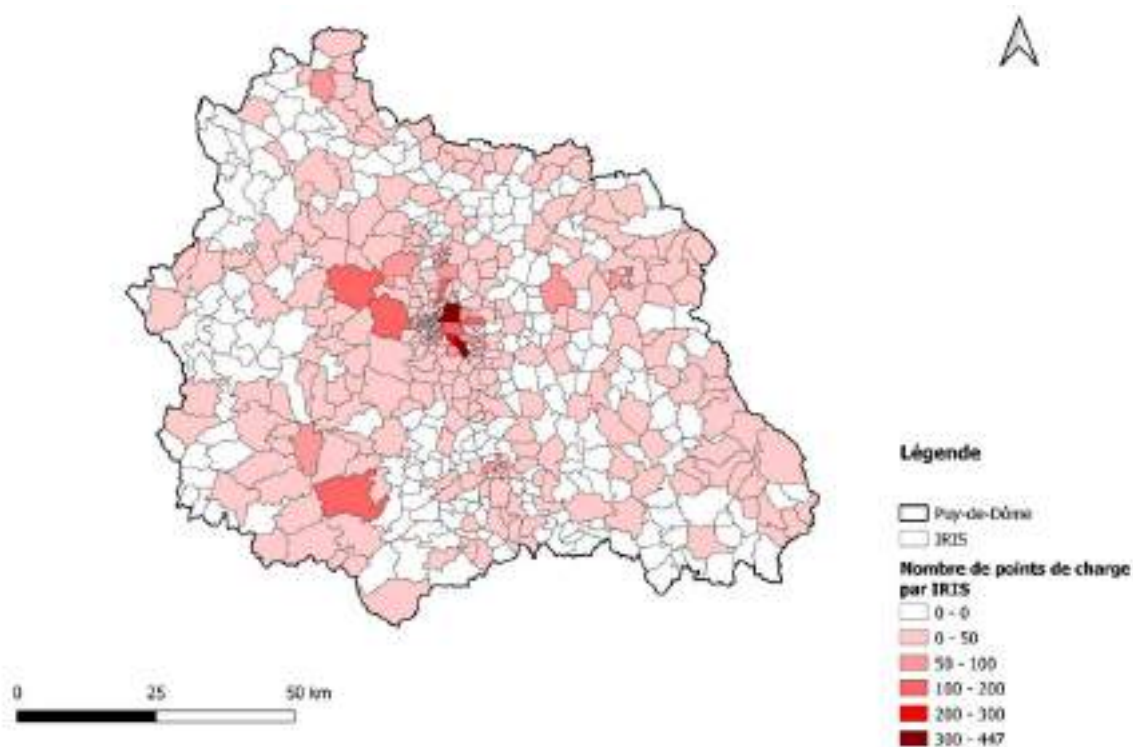 Légende
Puy-de-Dôme
IRIS
Nombre de points de charge
par IRIS
0 - 0
0 - 50
50 - 100
100 - 200
200 - 300
300 - 447
0 25 50 km